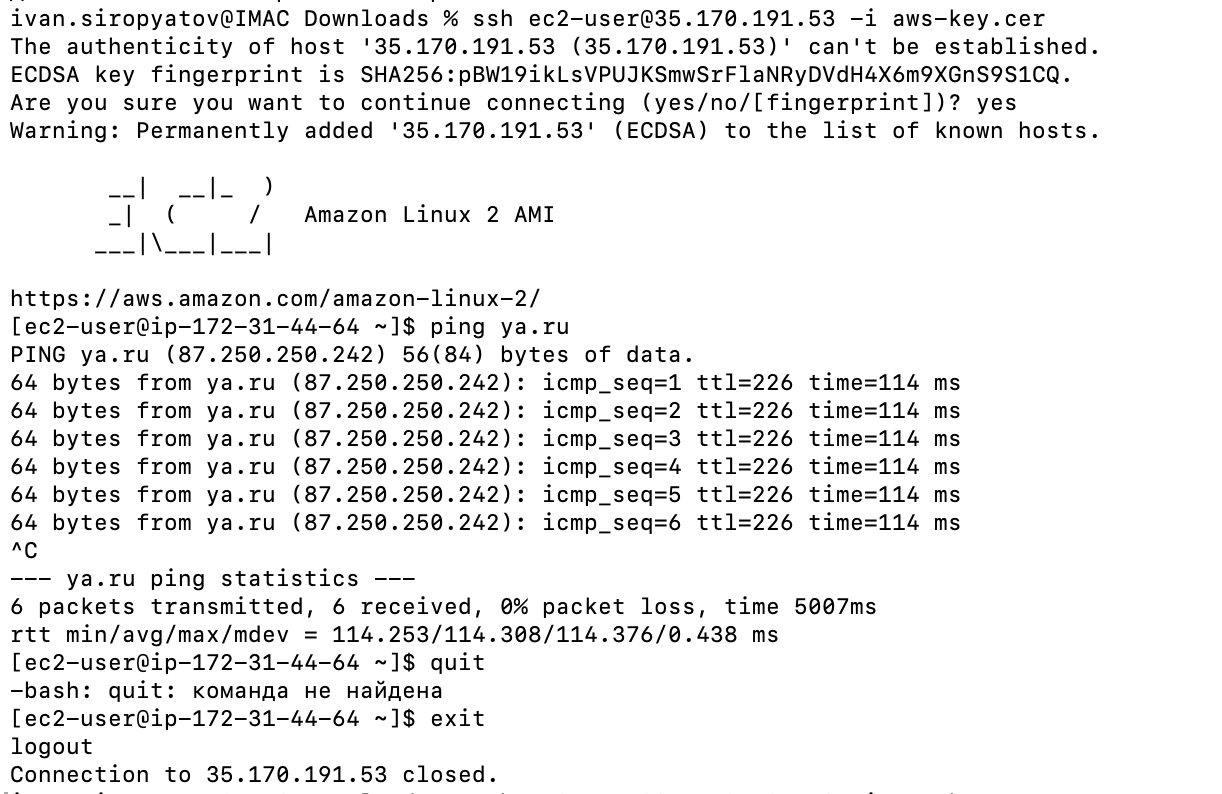 ivan.siropyatov@IMAC Downloads % ssh ec2-user@35.170.191.53 -i aws-key.cer
The authenticity of host '35.170.191.53 (35.170.191.53)' can't be established.
ECDSA key fingerprint is SHA256:pBW19ikLsVPUJKSmwSrFlaNRyDVdH4X6m9XGnS9S1CQ.
Are you sure you want to continue connecting (yes/no/[fingerprint])? yes
Warning: Permanently added '35.170.191.53' (ECDSA) to the list of known hosts.
       __|  __|_  )
       _|  (     /   Amazon Linux 2 AMI
      ___|\___|___|
https://aws.amazon.com/amazon-linux-2/
[ec2-user@ip-172-31-44-64 ~]$ ping ya.ru
PING ya.ru (87.250.250.242) 56(84) bytes of data.
64 bytes from ya.ru (87.250.250.242): icmp_seq=1 ttl=226 time=114 ms
64 bytes from ya.ru (87.250.250.242): icmp_seq=2 ttl=226 time=114 ms
64 bytes from ya.ru (87.250.250.242): icmp_seq=3 ttl=226 time=114 ms
64 bytes from ya.ru (87.250.250.242): icmp_seq=4 ttl=226 time=114 ms
64 bytes from ya.ru (87.250.250.242): icmp_seq=5 ttl=226 time=114 ms
64 bytes from ya.ru (87.250.250.242): icmp_seq=6 ttl=226 time=114 ms
^C
--- ya.ru ping statistics ---
6 packets transmitted, 6 received, 0% packet loss, time 5007ms
rtt min/avg/max/mdev = 114.253/114.308/114.376/0.438 ms
[ec2-user@ip-172-31-44-64 ~]$ quit
-bash: quit: команда не найдена
[ec2-user@ip-172-31-44-64 ~]$ exit
logout
Connection to 35.170.191.53 closed.